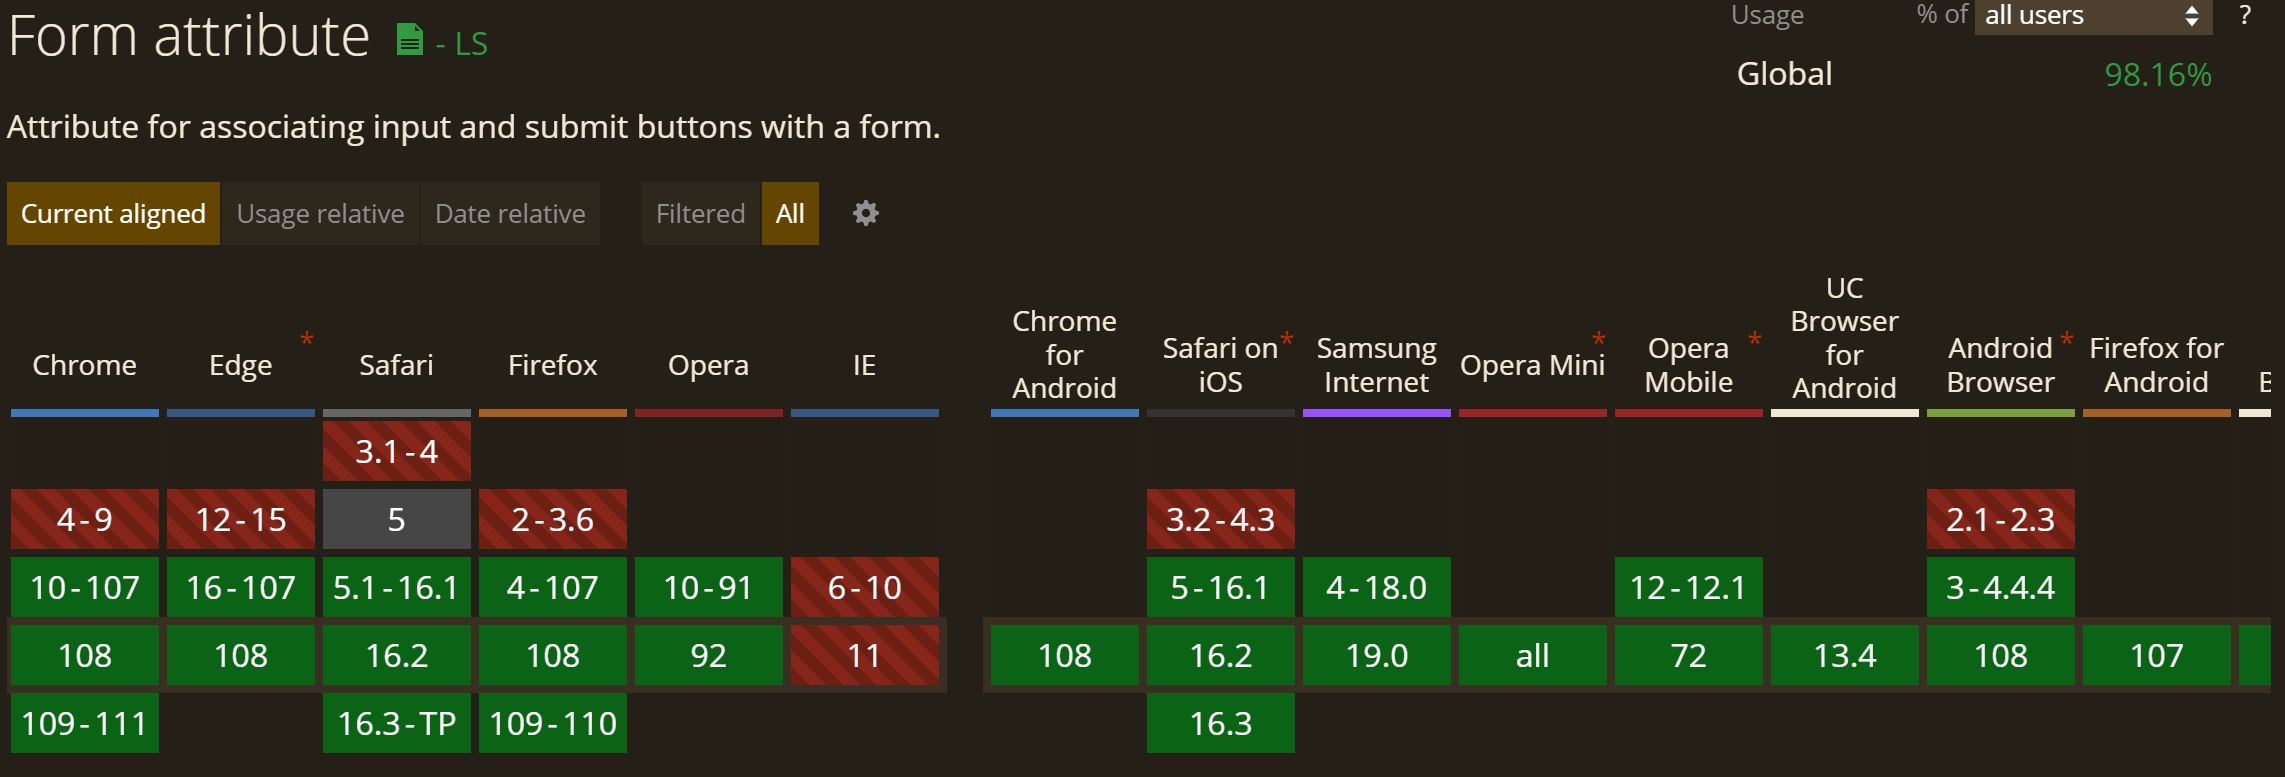 Form attribute - LS
Usage % of all users ?
Global 98.16%
Attribute for associating input and submit buttons with a form.
Current aligned Usage relative Date relative Filtered All
Chrome
Edge *
Safari
Firefox
Opera
IE
Chrome
for
Android
Safari on *
iOS
Samsung
Internet
Opera Mini *
Opera *
Mobile
UC
Browser
for
Android
Android *
Browser
Firefox for
Android
3.1-4
4-9 12-15 5 2-3.6 3.2-4.3 2.1-2.3
10-107 16-107 5.1-16.1 4-107 10-91 6-10 5-16.1 4-18.0 12-12.1 3-4.4.4
108 108 16.2 108 92 11 108 16.2 19.0 all 72 13.4 108 107
109-111 16.3-TP 109-110 16.3